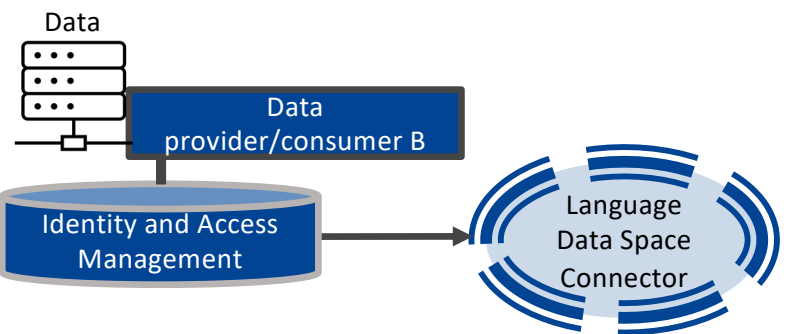 Data
Data
provider/consumer B
Identity and Access
Management
Language
Data Space
Connector